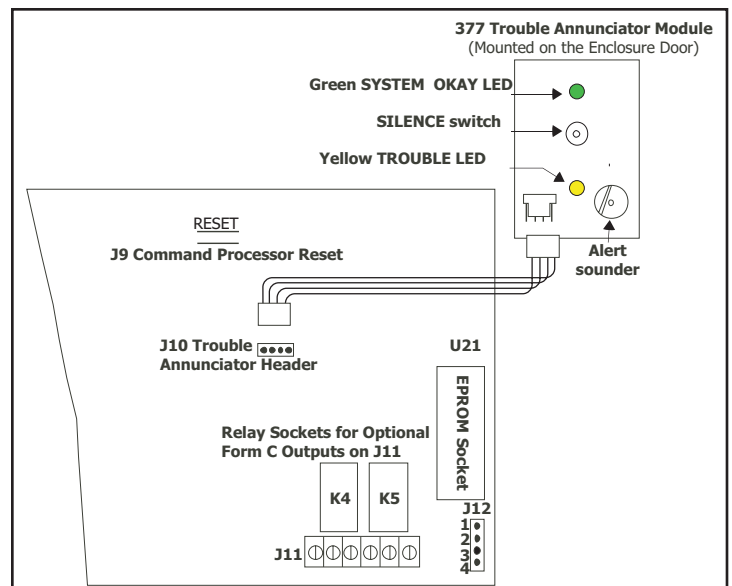 377 Trouble Annunciator Module
(Mounted on the Enclosure Door)
Green SYSTEM OKAY LED
SILENCE switch
Yellow TROUBLE LED
Alert
sounder
RESET
J9 Command Processor Reset
J10 Trouble
Annunciator Header
U21
EPROM Socket
Relay Sockets for Optional
Form C Outputs on J11
K4
K5
J11
J12
1
2
3
4